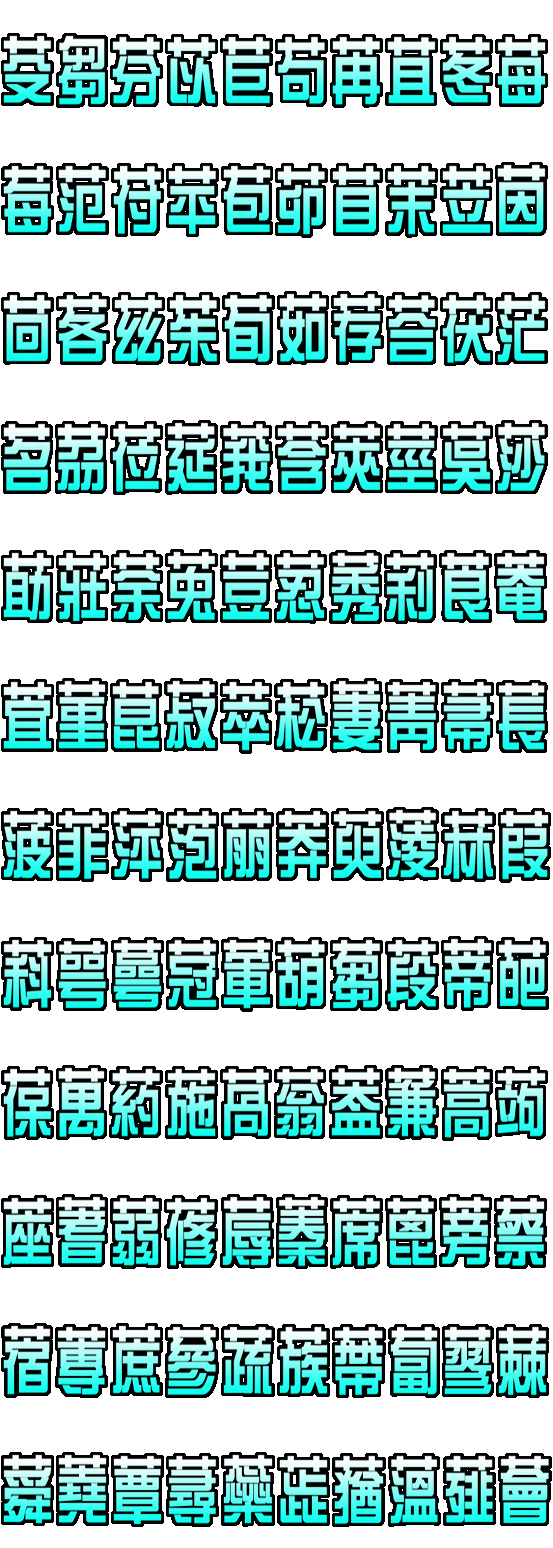 芟芻芬苡苣苟苒苴苳苺
莓范苻苹苞茆苜茉苙茵
茴茖茲茱荀茹荐荅茯茫
茗茘莅莚莪莟莢莖茣莎
莇莊荼莵荳荵莠莉莨菴
萓菫菎菽萃菘萋菁菷萇
菠菲萍萢萠莽萸蔆菻葭
萪萼蕚蒄葷葫蒭葮蒂葩
葆萬葯葹萵蓊葢蒹蒿蒟
蓙蓍蒻蓚蓐蓁蓆蓖蒡蔡
蓿蓴蔗蔘蔬蔟蔕蔔蓼蕀
蕣蕘蕈蕁蘂蕋蕕薀薤薈